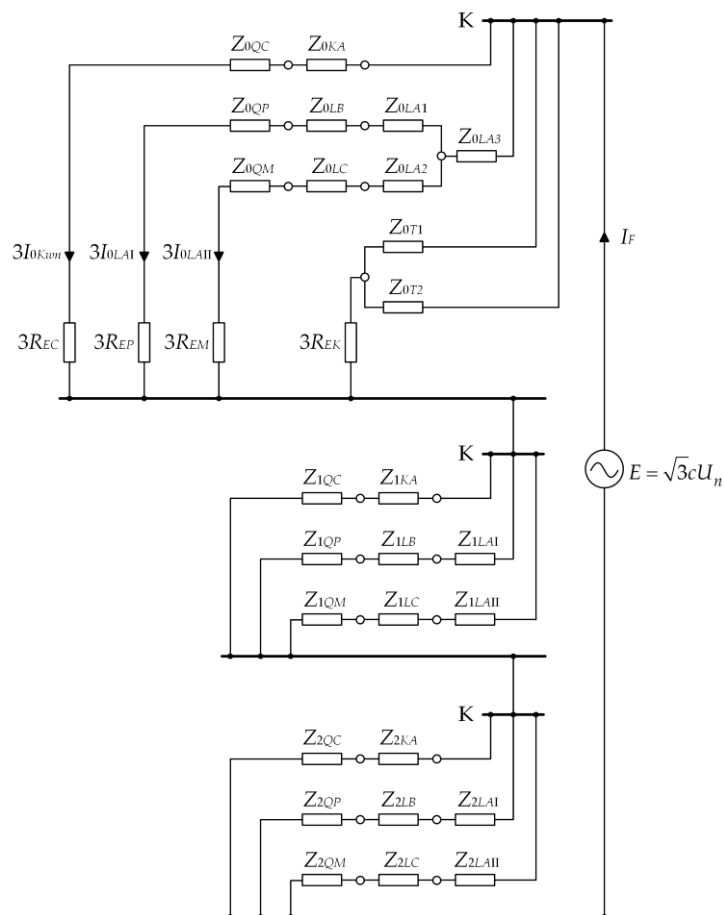 K
Z0QC Z0KA
Z0QP Z0LB Z0LA1
Z0LA3
Z0QM Z0LC Z0LA2
3I0Kwn 3I0LAI 3I0LAII
Z0T1
IF
Z0T2
3REC 3REP 3REM 3REK
K
Z1QC Z1KA
E = √3cUn
Z1QP Z1LB Z1LAI
Z1QM Z1LC Z1LAII
K
Z2QC Z2KA
Z2QP Z2LB Z2LAI
Z2QM Z2LC Z2LAII